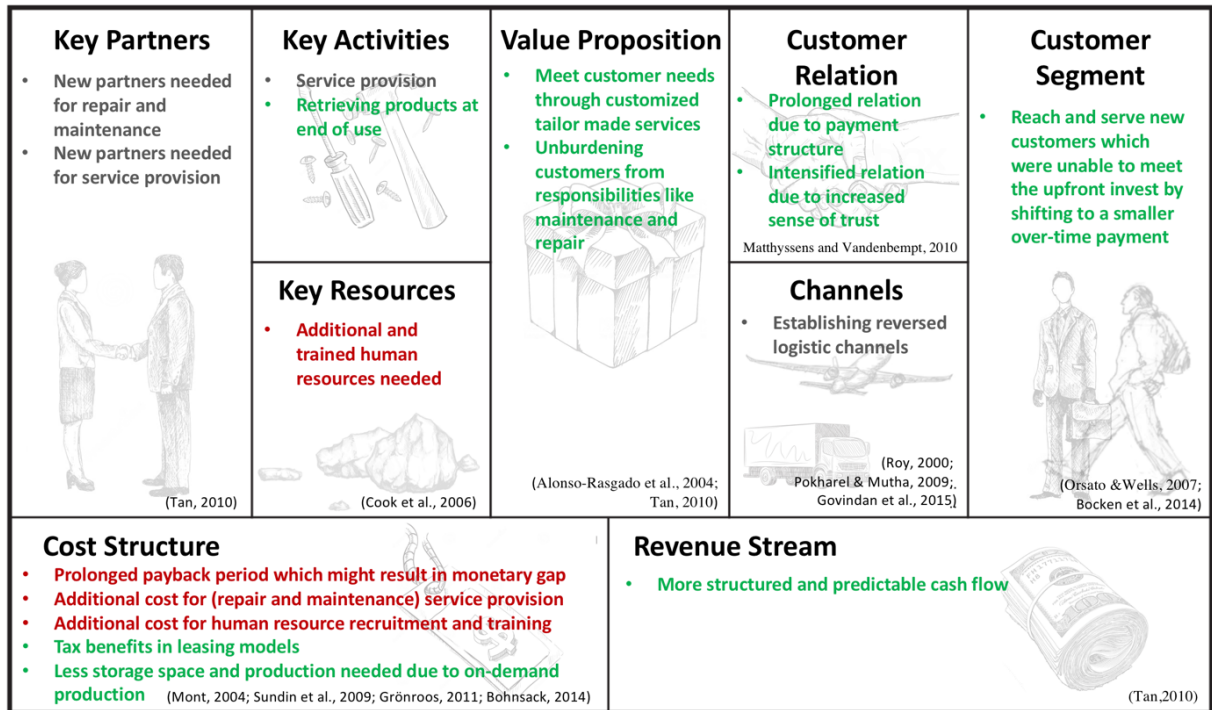 Key Partners
• New partners needed
for repair and
maintenance
• New partners needed
for service provision
(Tan, 2010)
Key Activities
• Service provision
• Retrieving products at
end of use
Key Resources
• Additional and
trained human
resources needed
(Cook et al., 2006)
Value Proposition
• Meet customer needs
through customized
tailor made services
• Unburdening
customers from
responsibilities like
maintenance and
repair
(Alonso-Rasgado et al., 2004;
Tan, 2010)
Customer
Relation
• Prolonged relation
due to payment
structure
• Intensified relation
due to increased
sense of trust
Matthyssens and Vandenbempt, 2010
Channels
• Establishing reversed
logistic channels
(Roy, 2000;
Pokharel & Mutha, 2009;
Govindan et al., 2015;.
Customer
Segment
• Reach and serve new
customers which
were unable to meet
the upfront invest by
shifting to a smaller
over-time payment
(Orsato &Wells, 2007;
Bocken et al., 2014)
Cost Structure
• Prolonged payback period which might result in monetary gap
• Additional cost for (repair and maintenance) service provision
• Additional cost for human resource recruitment and training
• Tax benefits in leasing models
• Less storage space and production needed due to on-demand
production (Mont, 2004; Sundin et al., 2009; Grönroos, 2011; Bohnsack, 2014)
Revenue Stream
• More structured and predictable cash flow
(Tan,2010)